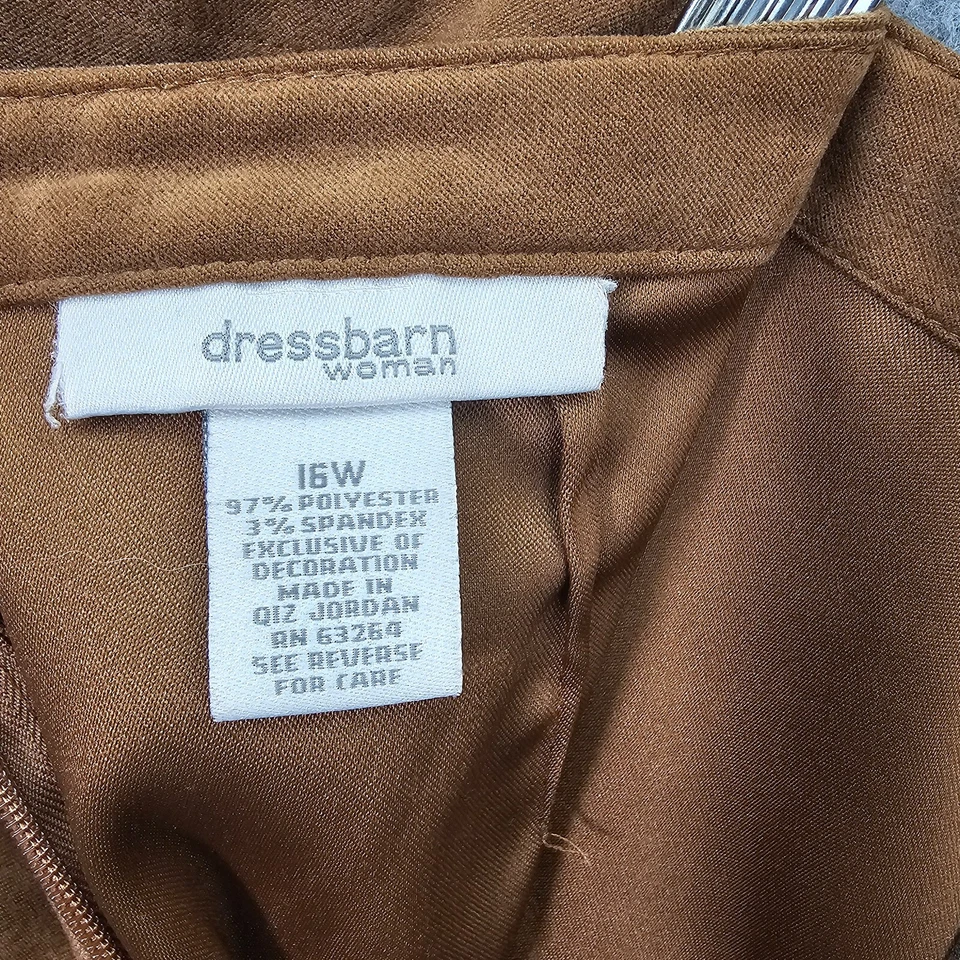 dressbarn
woman
16W
97% POLYESTER
3% SPANDEX
EXCLUSIVE OF
DECORATION
MADE IN
QIZ JORDAN
RN 63264
SEE REVERSE
FOR CARE